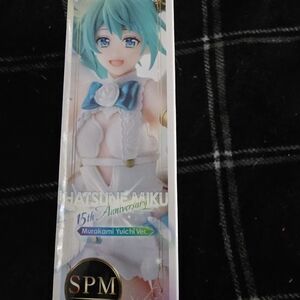 HATSUNE MIKU
15th Anniversary
Murakami Yuichi Ver.
SPM